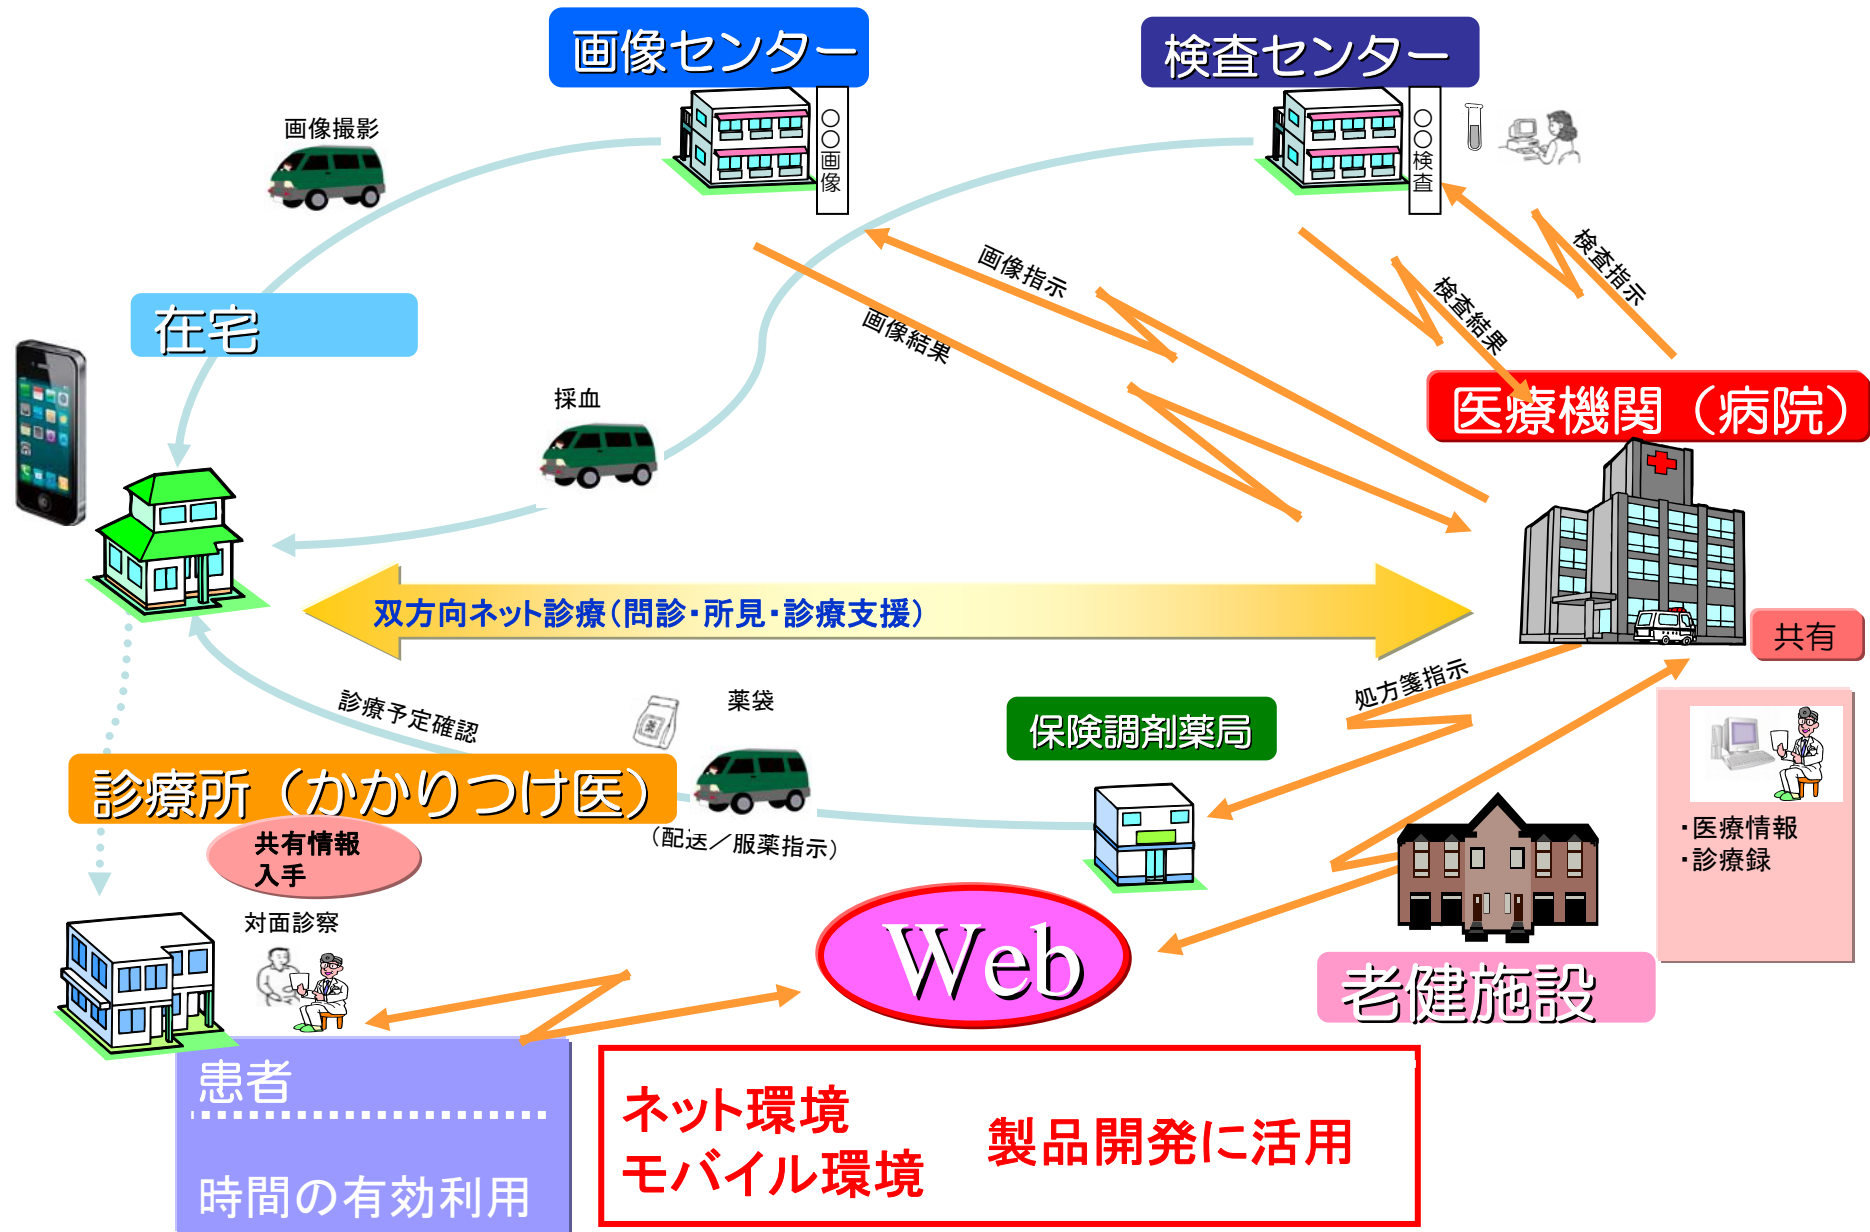 画像センター
検査センター
画像撮影
○○画像
○○検査
検査指示
画像指示
検査結果
画像結果
在宅
採血
医療機関（病院）
双方向ネット診療（問診・所見・診療支援）
共有
処方箋指示
診療予定確認
薬袋
薬
保険調剤薬局
診療所（かかりつけ医）
（配送／服薬指示）
共有情報
入手
・医療情報
・診療録
対面診察
Web
老健施設
患者
時間の有効利用
ネット環境
モバイル環境
製品開発に活用